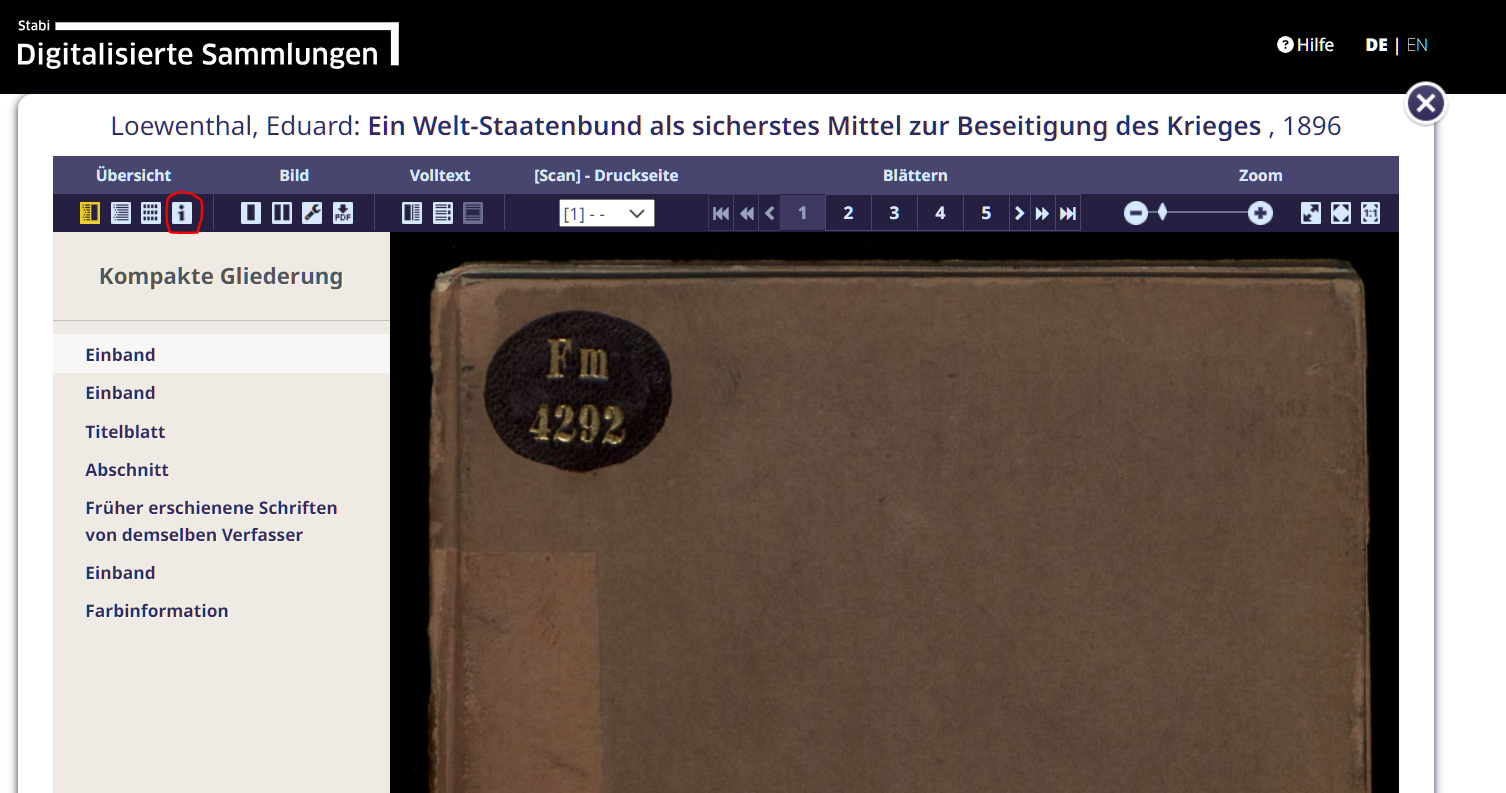 Stabi
Digitalisierte Sammlungen
Hilfe DE | EN
Loewenthal, Eduard: Ein Welt-Staatenbund als sicherstes Mittel zur Beseitigung des Krieges , 1896
Übersicht Bild Volltext [Scan] - Druckseite Blättern Zoom
i PDF [1] - - 1 2 3 4 5 1:1
Kompakte Gliederung
Einband
Einband
Titelblatt
Abschnitt
Früher erschienene Schriften
von demselben Verfasser
Einband
Farbinformation
Fm
4292